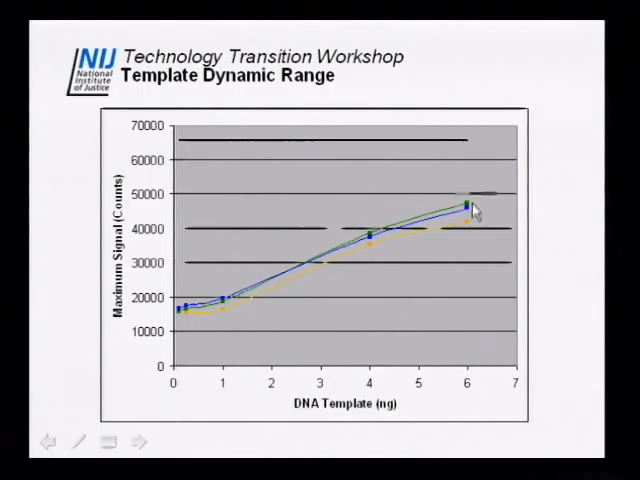 NIJ
National
Institute
of Justice
Technology Transition Workshop
Template Dynamic Range
Maximum Signal (Counts)
70000
60000
50000
40000
30000
20000
10000
0
0 1 2 3 4 5 6 7
DNA Template (ng)